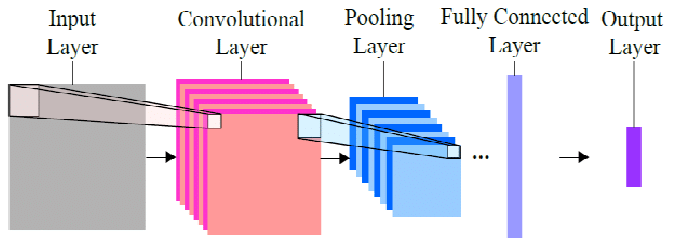 Input
Layer
Convolutional
Layer
Pooling
Layer
Fully Connected
Layer
Output
Layer
...